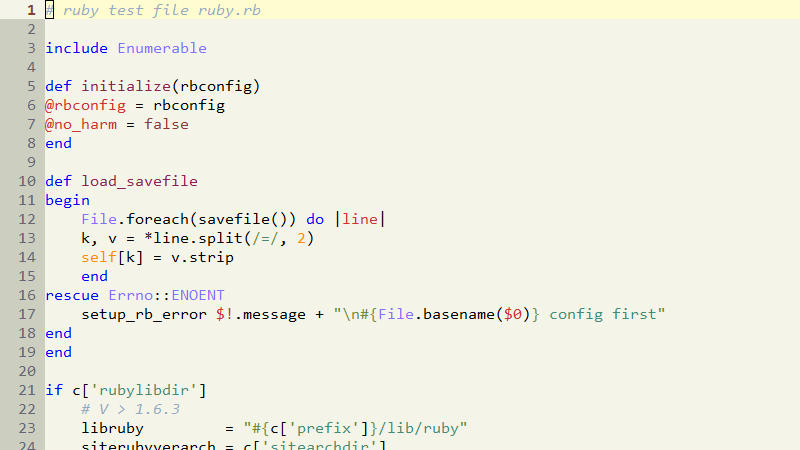 1 # ruby test file ruby.rb
2
3 include Enumerable
4
5 def initialize(rbconfig)
6 @rbconfig = rbconfig
7 @no_harm = false
8 end
9
10 def load_savefile
11 begin
12     File.foreach(savefile()) do |line|
13     k, v = *line.split(/=/, 2)
14     self[k] = v.strip
15     end
16 rescue Errno::ENOENT
17     setup_rb_error $!.message + "\n#{File.basename($0)} config first"
18 end
19 end
20
21 if c['rubylibdir']
22     # V > 1.6.3
23     libruby         = "#{c['prefix']}/lib/ruby"
24     siterubyverarch = c['sitearchdir']